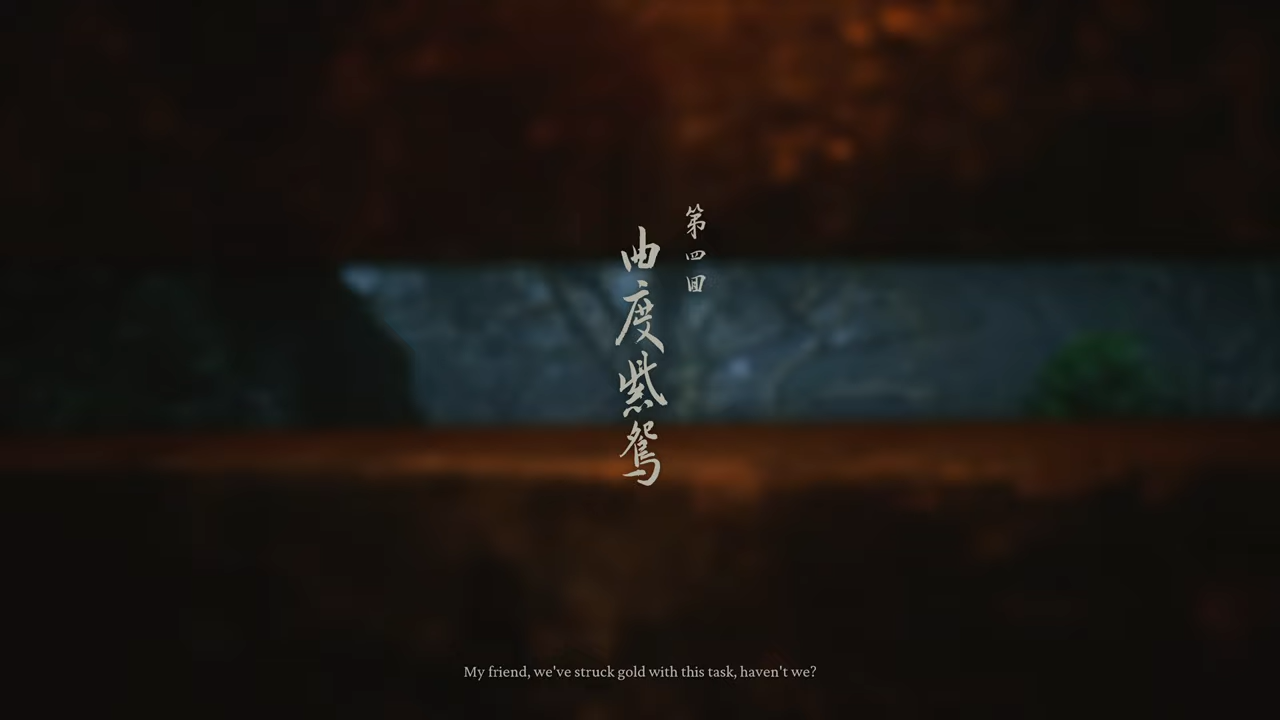 第四回
曲度紫鸳
My friend, we've struck gold with this task, haven't we?